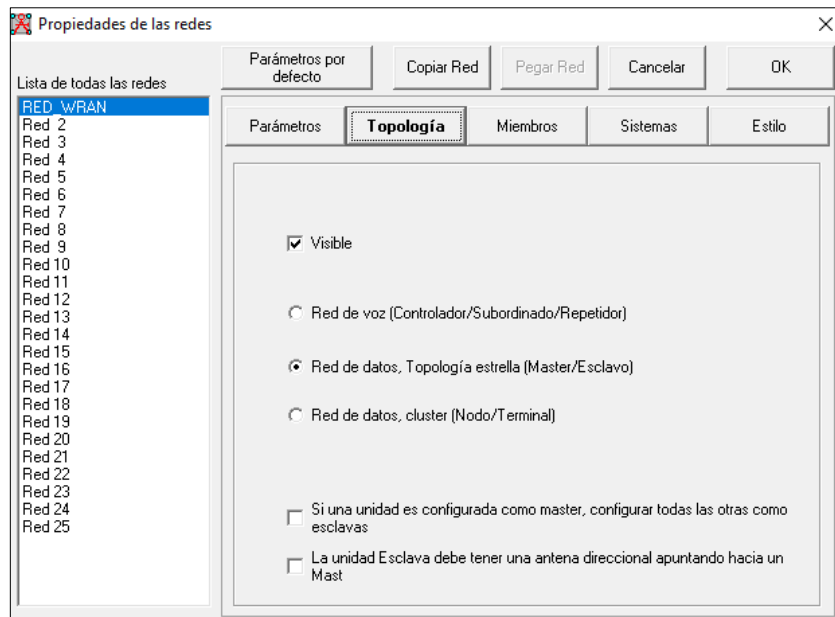 Propiedades de las redes
Parámetros por
defecto
Copiar Red
Pegar Red
Cancelar
OK
Lista de todas las redes
RED_WRAN
Red 2
Red 3
Red 4
Red 5
Red 6
Red 7
Red 8
Red 9
Red 10
Red 11
Red 12
Red 13
Red 14
Red 15
Red 16
Red 17
Red 18
Red 19
Red 20
Red 21
Red 22
Red 23
Red 24
Red 25
Parámetros
Topología
Miembros
Sistemas
Estilo
Visible
Red de voz (Controlador/Subordinado/Repetidor)
Red de datos, Topología estrella (Master/Esclavo)
Red de datos, cluster (Nodo/Terminal)
Si una unidad es configurada como master, configurar todas las otras como
esclavas
La unidad Esclava debe tener una antena direccional apuntando hacia un
Mast